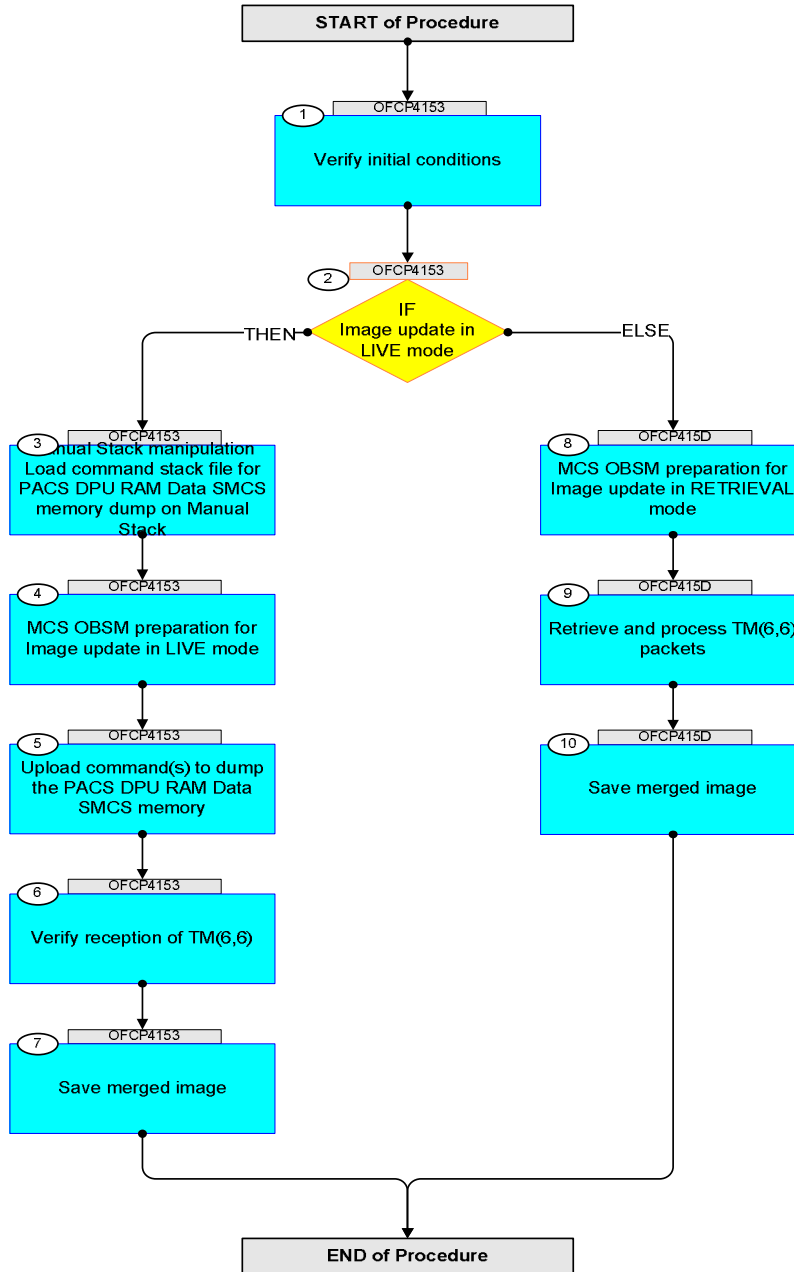 START of Procedure
OFCP4153
1
Verify initial conditions
OFCP4153
2
IF
Image update in
LIVE mode
THEN
ELSE
OFCP4153
3
anual Stack manipulation
Load command stack file for
PACS DPU RAM Data SMCS
memory dump on Manual
Stack
OFCP4153
4
MCS OBSM preparation for
Image update in LIVE mode
OFCP4153
5
Upload command(s) to dump
the PACS DPU RAM Data
SMCS memory
OFCP4153
6
Verify reception of TM(6,6)
OFCP4153
7
Save merged image
OFCP415D
8
MCS OBSM preparation for
Image update in RETRIEVAL
mode
OFCP415D
9
Retrieve and process TM(6,6)
packets
OFCP415D
10
Save merged image
END of Procedure